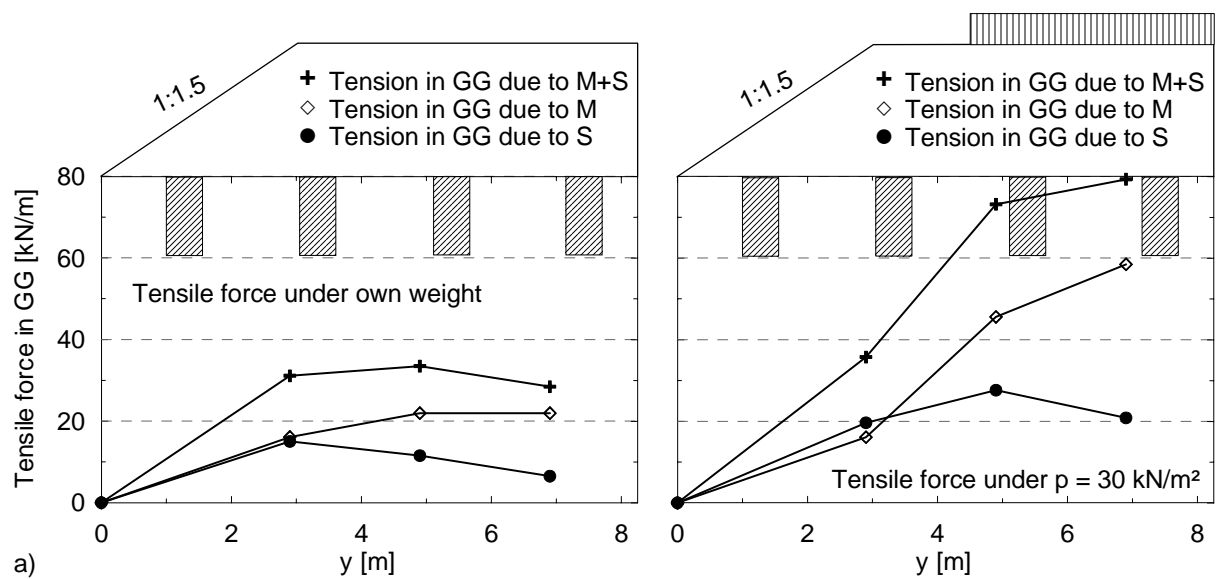 1:1.5
Tension in GG due to M+S
Tension in GG due to M
Tension in GG due to S
Tensile force in GG [kN/m]
80
60
40
20
0
Tensile force under own weight
0 2 4 6 8
y [m]
a)
1:1.5
Tension in GG due to M+S
Tension in GG due to M
Tension in GG due to S
Tensile force under p = 30 kN/m²
0 2 4 6 8
y [m]